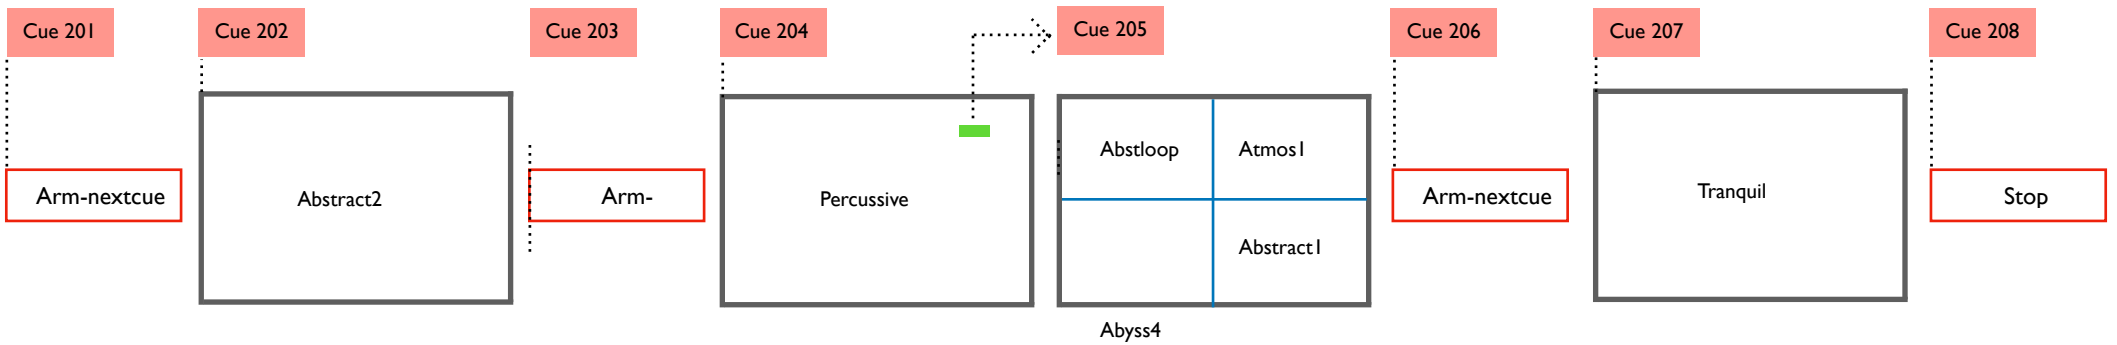 Cue 201
Cue 202
Cue 203
Cue 204
Cue 205
Cue 206
Cue 207
Cue 208
Arm-nextcue
Abstract2
Arm-
Percussive
Abstloop
Atmos1
Abstract1
Abyss4
Arm-nextcue
Tranquil
Stop